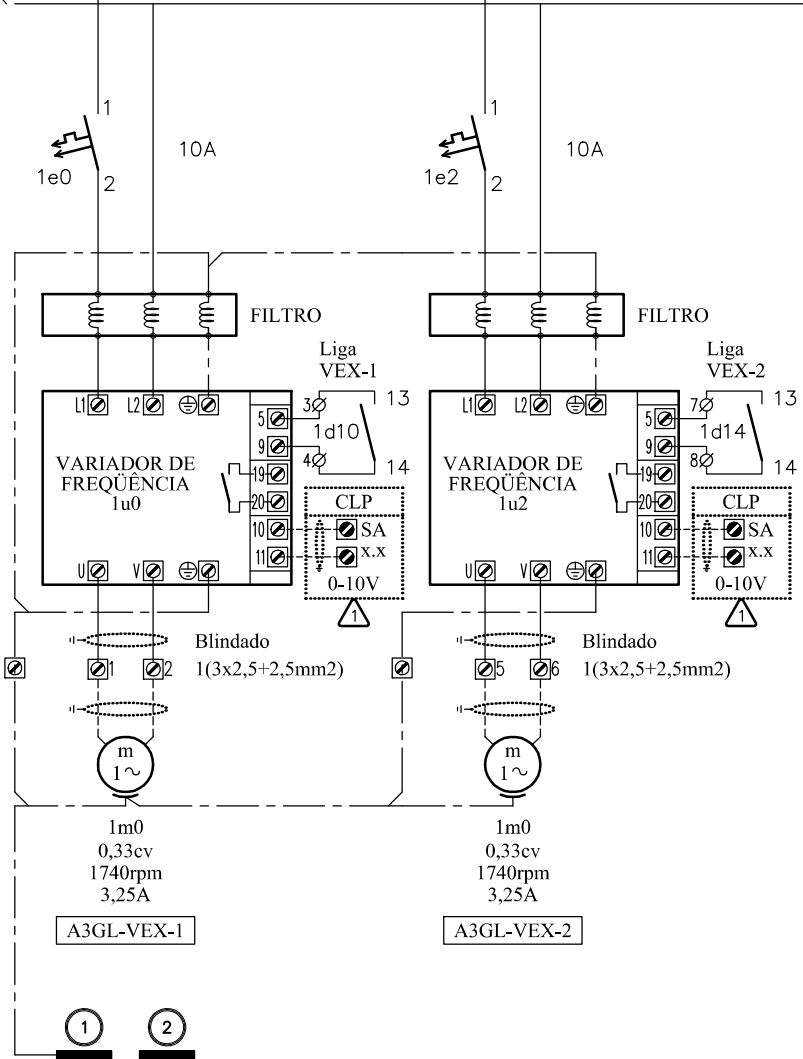 1
1e0
2
10A
1
1e2
2
10A
FILTRO
FILTRO
Liga
VEX-1
Liga
VEX-2
L1
L2
5
3
13
9
1d10
4
14
VARIADOR DE
FREQÜÊNCIA
1u0
19
20
10
11
U
V
CLP
SA
x.x
0-10V
1
L1
L2
5
7
13
9
1d14
8
14
VARIADOR DE
FREQÜÊNCIA
1u2
19
20
10
11
U
V
CLP
SA
x.x
0-10V
1
Blindado
1(3x2,5+2,5mm2)
1
2
Blindado
1(3x2,5+2,5mm2)
5
6
m
1~
m
1~
1m0
0,33cv
1740rpm
3,25A
A3GL-VEX-1
1m0
0,33cv
1740rpm
3,25A
A3GL-VEX-2
1
2